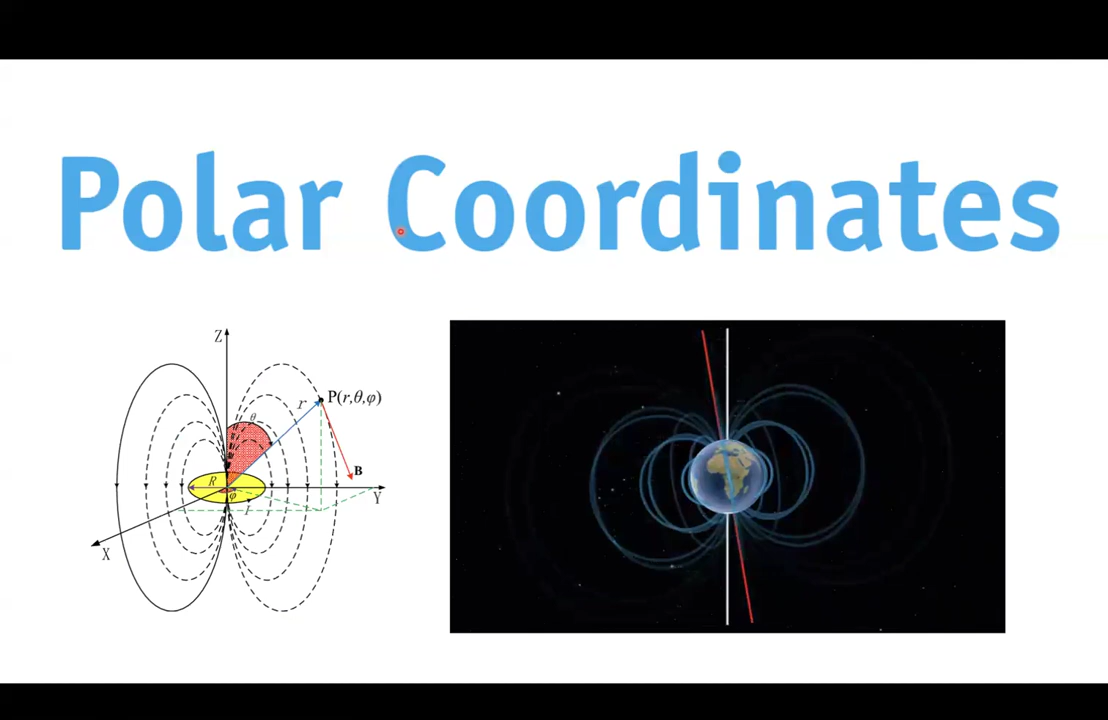 Polar Coordinates
Z
r
P(r,θ,φ)
θ
B
R
φ
I
Y
X